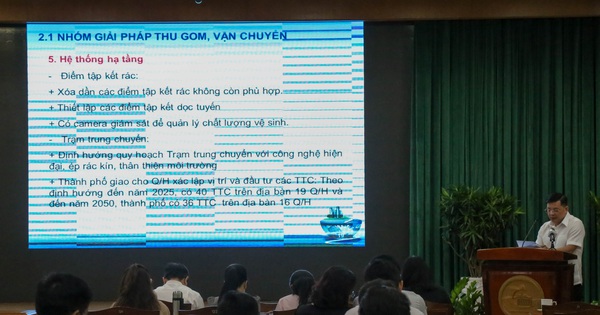 2.1 NHÓM GIẢI PHÁP THU GOM, VẬN CHUYỂN
5. Hệ thống hạ tầng
- Điểm tập kết rác:
+ Xóa dần các điểm tập kết rác không còn phù hợp.
+ Thiết lập các điểm tập kết dọc tuyến
+ Có camera giám sát để quản lý chất lượng vệ sinh.
- Trạm trung chuyển:
+ Định hướng quy hoạch Trạm trung chuyển với công nghệ hiện
đại, ép rác kín, thân thiện môi trường
+ Thành phố giao cho Q/H xác lập vị trí và đầu tư các TTC: Theo
định hướng đến năm 2025, có 40 TTC trên địa bàn 19 Q/H và
đến năm 2050, thành phố có 36 TTC trên địa bàn 16 Q/H